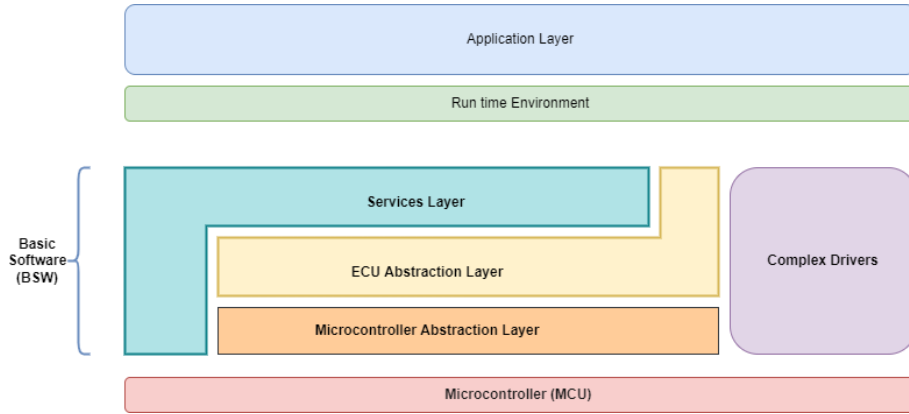 Application Layer
Run time Environment
Services Layer
Basic
Software
(BSW)
ECU Abstraction Layer
Complex Drivers
Microcontroller Abstraction Layer
Microcontroller (MCU)